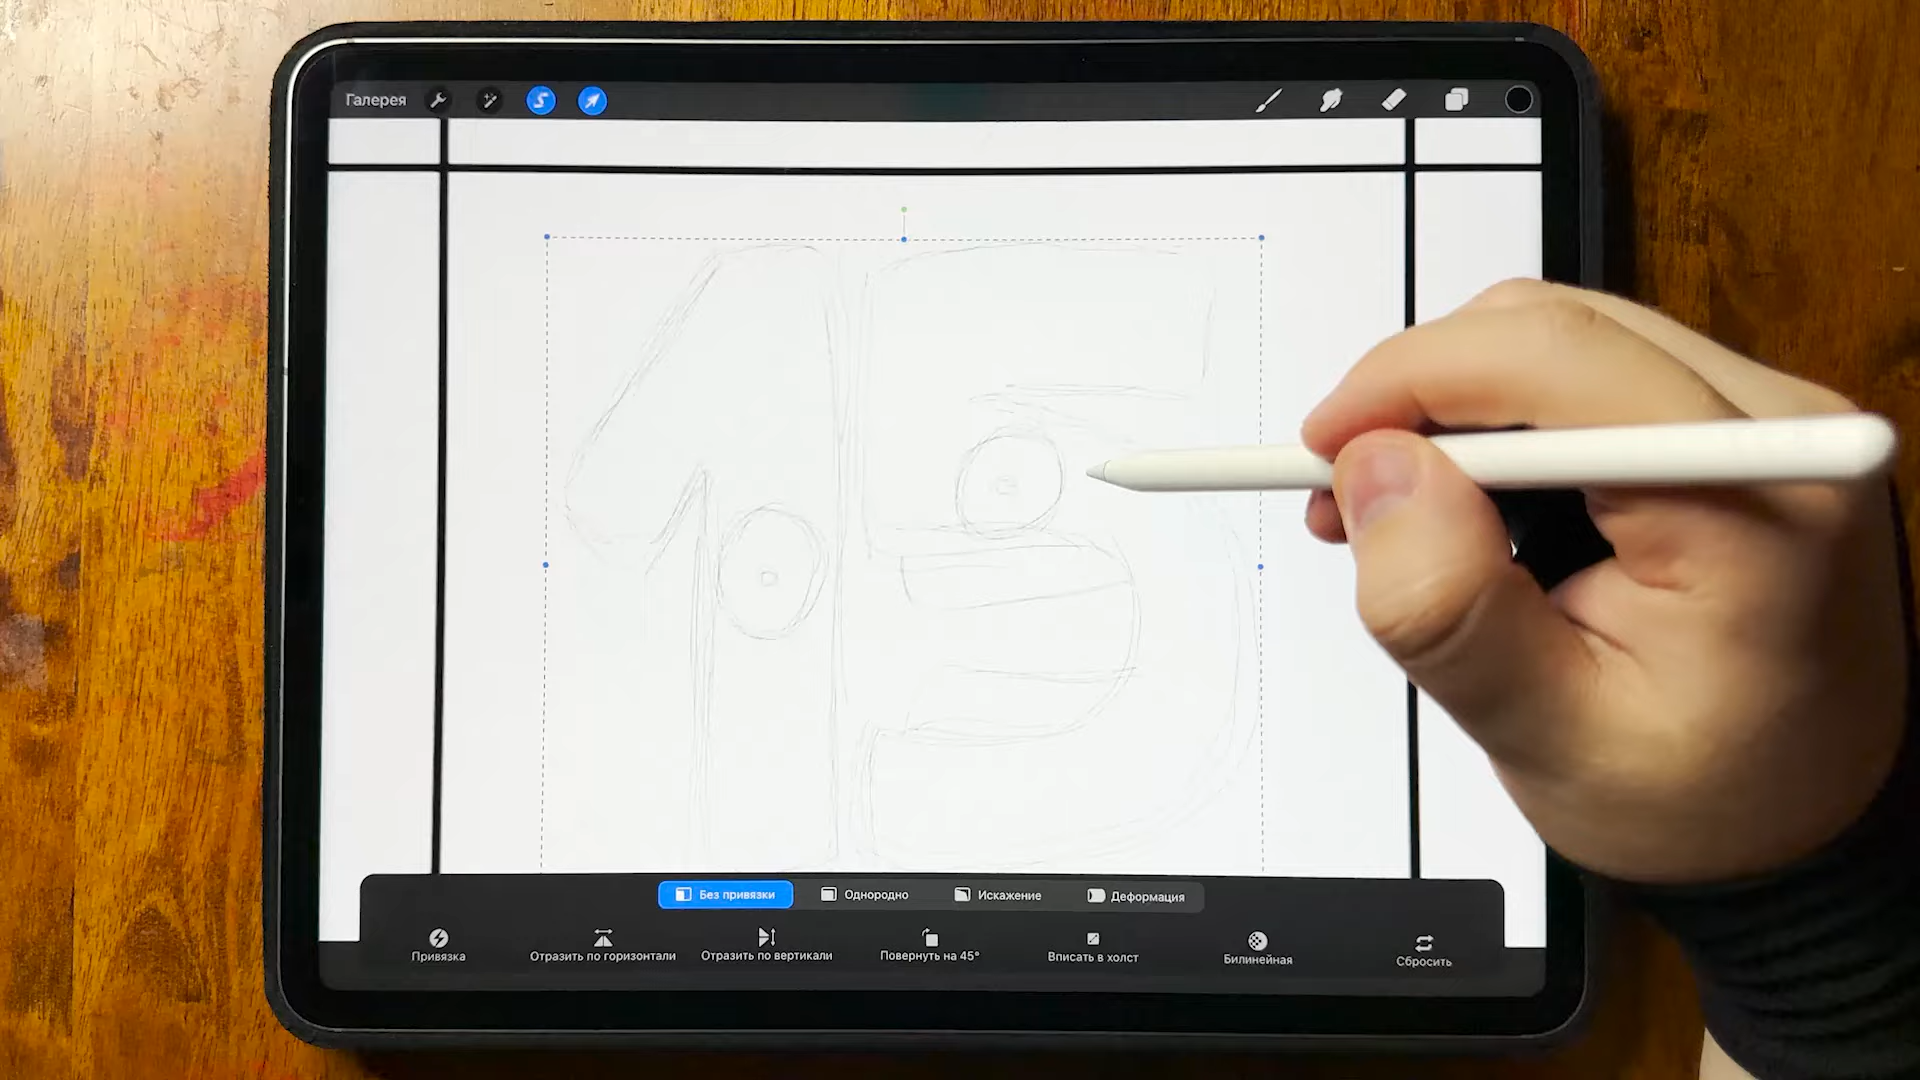 Галерея
15
Без привязки Однородно Искажение Деформация
Привязка Отразить по горизонтали Отразить по вертикали Повернуть на 45° Вписать в холст Билинейная Сбросить